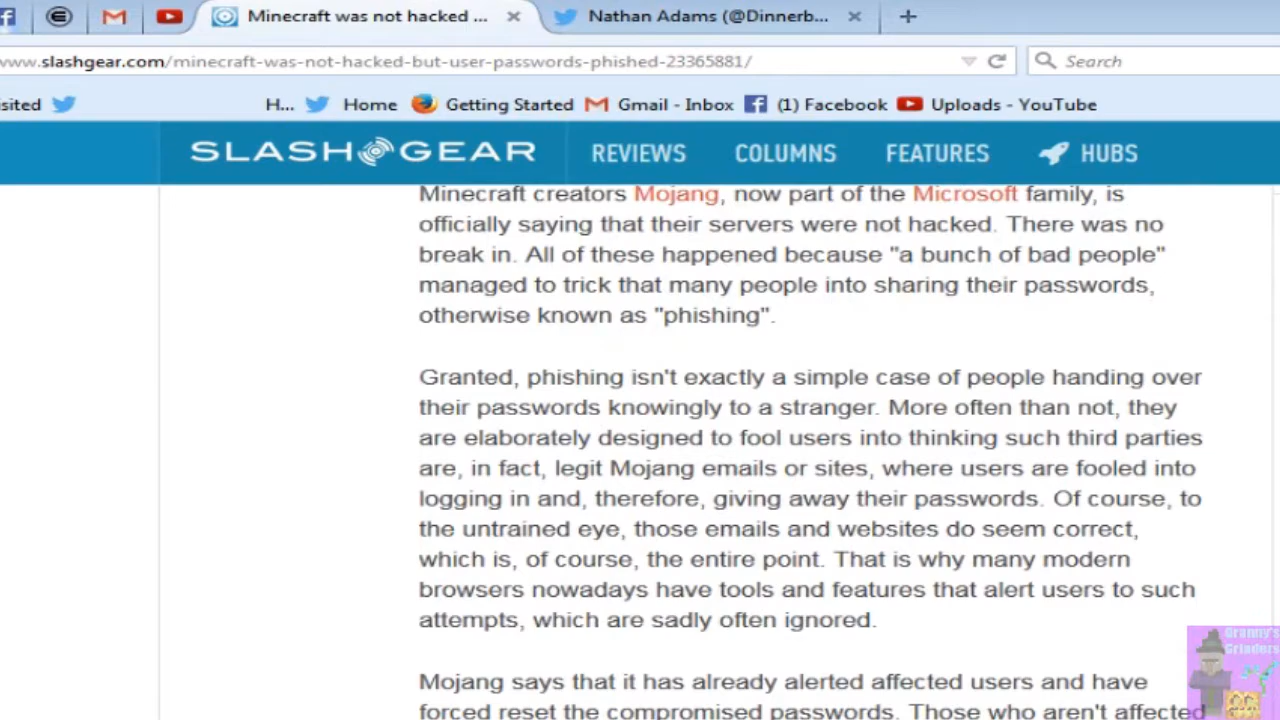 Minecraft was not hacked ...
Nathan Adams (@Dinnerb...
www.slashgear.com/minecraft-was-not-hacked-but-user-passwords-phished-23365881/
Search
isited
H...
Home
Getting Started
Gmail - Inbox
(1) Facebook
Uploads - YouTube
SLASHGEAR
REVIEWS
COLUMNS
FEATURES
HUBS
Minecraft creators Mojang, now part of the Microsoft family, is
officially saying that their servers were not hacked. There was no
break in. All of these happened because "a bunch of bad people"
managed to trick that many people into sharing their passwords,
otherwise known as "phishing".
Granted, phishing isn't exactly a simple case of people handing over
their passwords knowingly to a stranger. More often than not, they
are elaborately designed to fool users into thinking such third parties
are, in fact, legit Mojang emails or sites, where users are fooled into
logging in and, therefore, giving away their passwords. Of course, to
the untrained eye, those emails and websites do seem correct,
which is, of course, the entire point. That is why many modern
browsers nowadays have tools and features that alert users to such
attempts, which are sadly often ignored.
Mojang says that it has already alerted affected users and have
forced reset the compromised passwords. Those who aren't affected
Granny's
Grinders